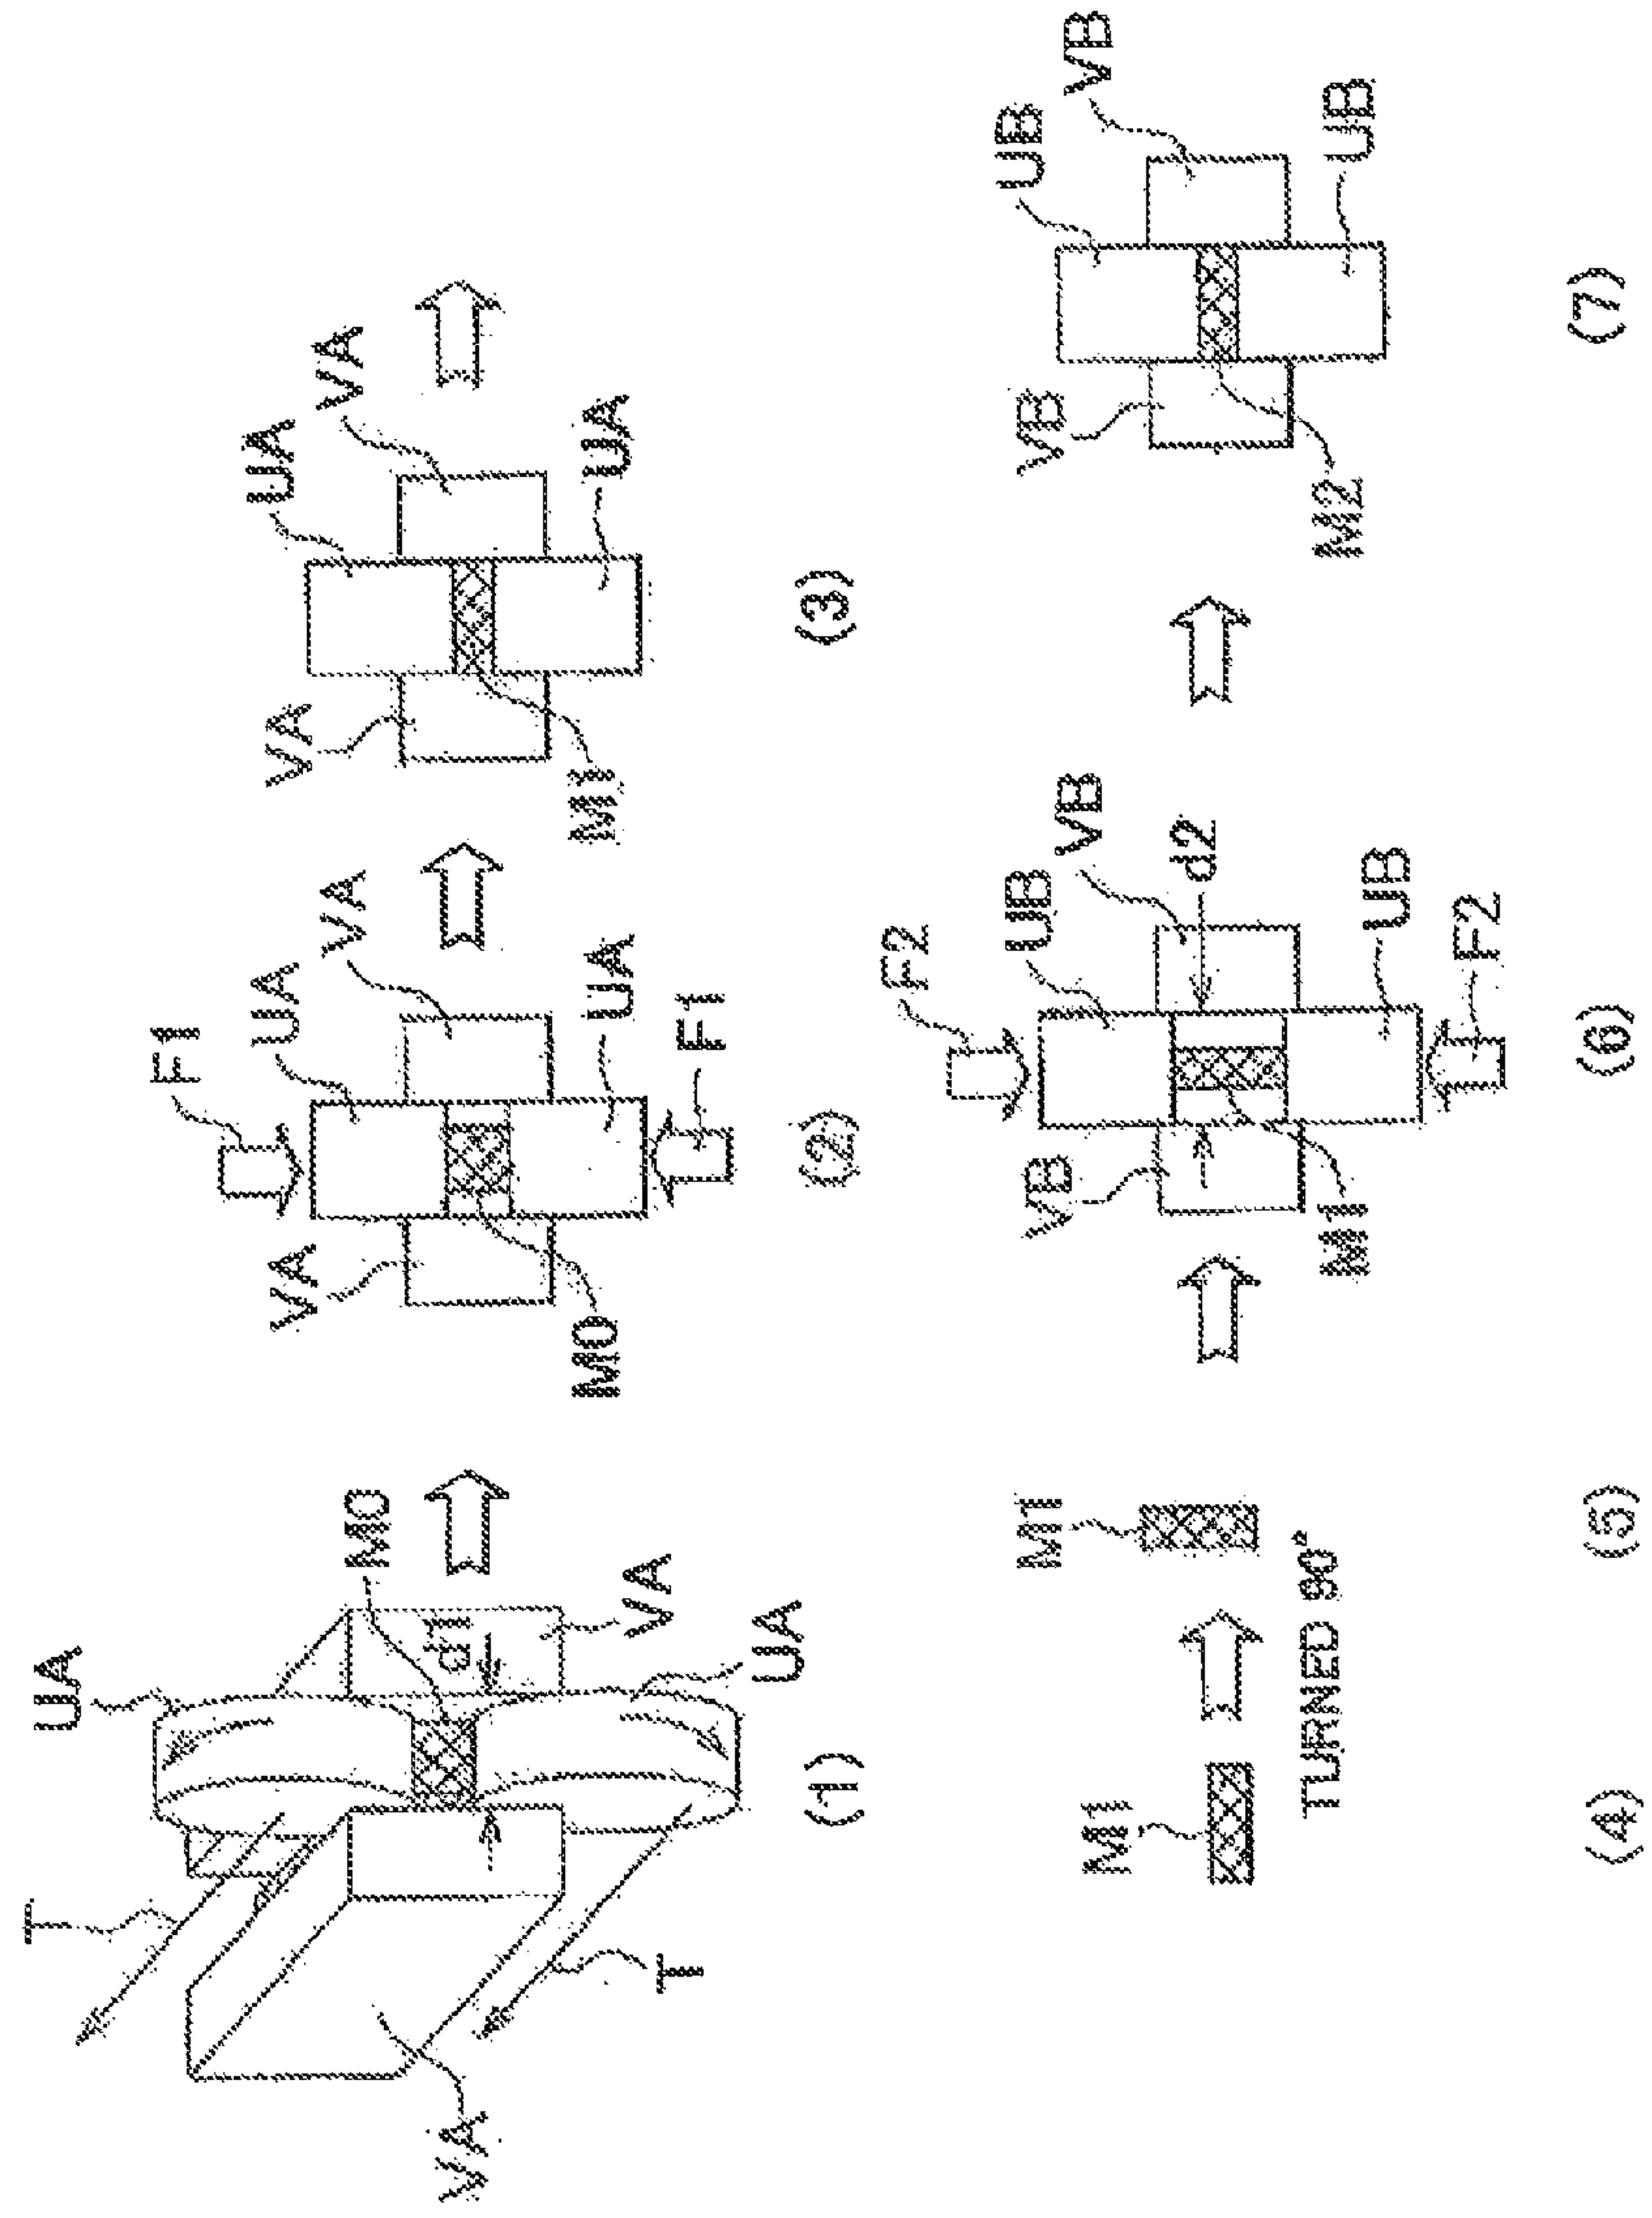 T
UA
M0
d1
VA
VA
T
UA
(1)
F1
UA
VA
VA
M0
UA
F1
(2)
UA
VA
VA
M1
UA
(3)
M1
(4)
TURNED 90°
M1
(5)
F2
UB
VB
VB
d2
M1
UB
F2
(6)
UB
VB
VB
M2
UB
(7)